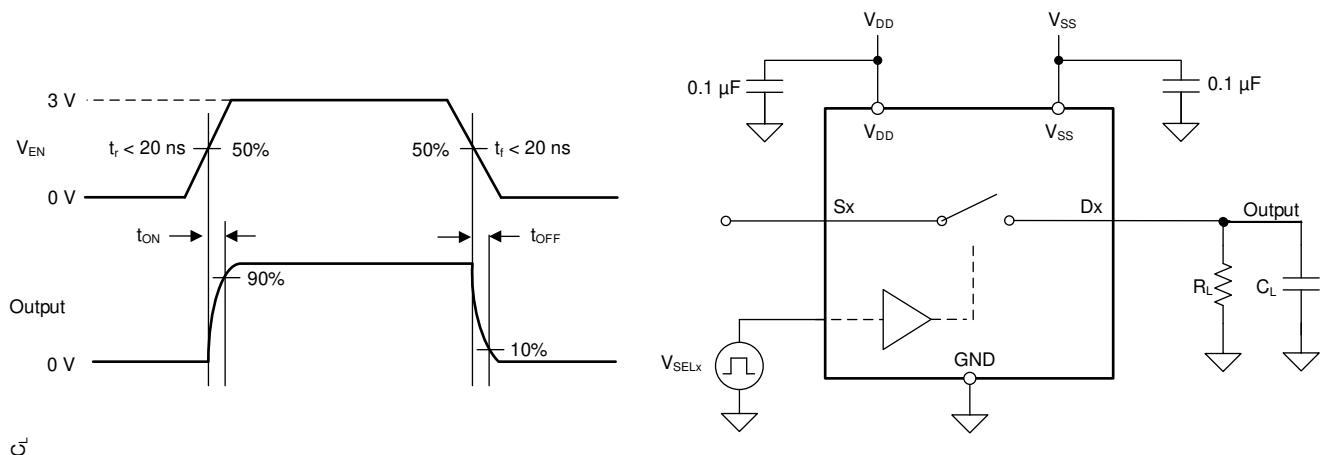 3 V
V_EN
t_r < 20 ns
50%
50%
t_f < 20 ns
0 V
t_ON
t_OFF
90%
Output
10%
0 V
C_L
V_DD
V_SS
0.1 µF
0.1 µF
V_DD
V_SS
Sx
Dx
Output
R_L
C_L
V_SELx
GND